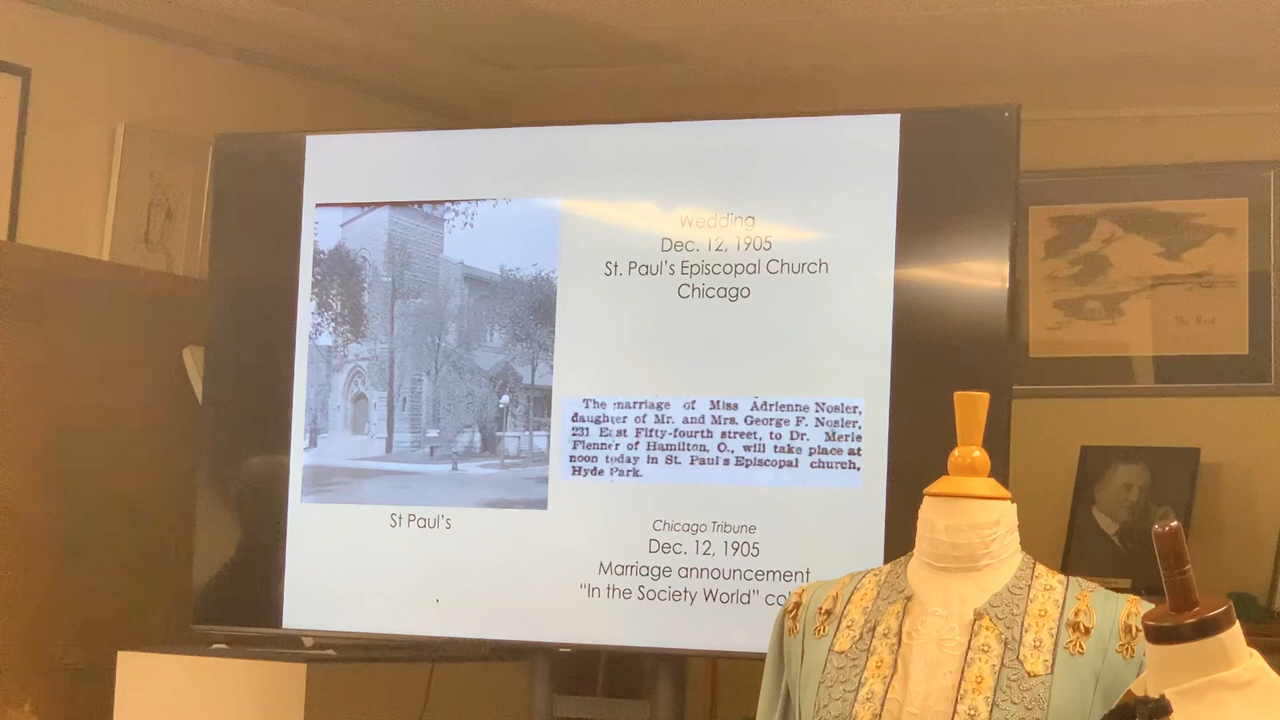 Wedding
Dec. 12, 1905
St. Paul's Episcopal Church
Chicago
The marriage of Miss Adrienne Nosler,
daughter of Mr. and Mrs. George F. Nosler,
231 East Fifty-fourth street, to Dr. Merle
Flenner of Hamilton, O., will take place at
noon today in St. Paul's Episcopal church,
Hyde Park.
St Paul's
Chicago Tribune
Dec. 12, 1905
Marriage announcement
"In the Society World"
The West